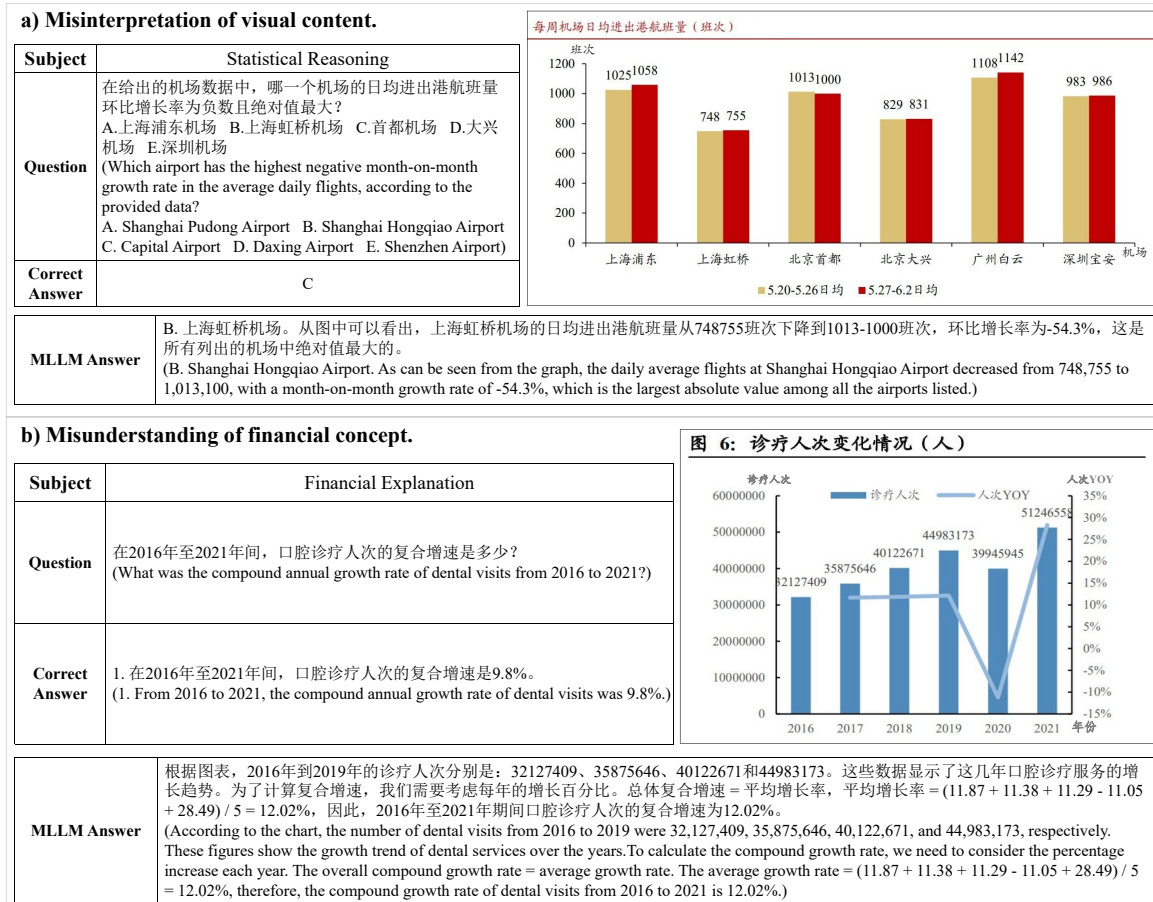 a) Misinterpretation of visual content.
Subject
Statistical Reasoning
Question
在给出的机场数据中，哪一个机场的日均进出港航班量
环比增长率为负数且绝对值最大？
A.上海浦东机场 B.上海虹桥机场 C.首都机场 D.大兴
机场 E.深圳机场
(Which airport has the highest negative month-on-month
growth rate in the average daily flights, according to the
provided data?
A. Shanghai Pudong Airport B. Shanghai Hongqiao Airport
C. Capital Airport D. Daxing Airport E. Shenzhen Airport)
Correct
Answer
C
每周机场日均进出港航班量（班次）
班次
1200
1000
800
600
400
200
0
1025 1058
748 755
1013 1000
829 831
1108 1142
983 986
上海浦东 上海虹桥 北京首都 北京大兴 广州白云 深圳宝安 机场
5.20-5.26日均 5.27-6.2日均
MLLM Answer
B. 上海虹桥机场。从图中可以看出，上海虹桥机场的日均进出港航班量从748755班次下降到1013-1000班次，环比增长率为-54.3%，这是
所有列出的机场中绝对值最大的。
(B. Shanghai Hongqiao Airport. As can be seen from the graph, the daily average flights at Shanghai Hongqiao Airport decreased from 748,755 to
1,013,100, with a month-on-month growth rate of -54.3%, which is the largest absolute value among all the airports listed.)
b) Misunderstanding of financial concept.
Subject
Financial Explanation
Question
在2016年至2021年间，口腔诊疗人次的复合增速是多少？
(What was the compound annual growth rate of dental visits from 2016 to 2021?)
Correct
Answer
1. 在2016年至2021年间，口腔诊疗人次的复合增速是9.8%。
(1. From 2016 to 2021, the compound annual growth rate of dental visits was 9.8%.)
图 6：诊疗人次变化情况（人）
诊疗人次
人次YOY
诊疗人次 人次YOY
60000000
50000000
40000000
30000000
20000000
10000000
0
32127409
35875646
40122671
44983173
39945945
51246558
35%
30%
25%
20%
15%
10%
5%
0%
-5%
-10%
-15%
2016 2017 2018 2019 2020 2021 年份
MLLM Answer
根据图表，2016年到2019年的诊疗人次分别是：32127409、35875646、40122671和44983173。这些数据显示了这几年口腔诊疗服务的增
长趋势。为了计算复合增速，我们需要考虑每年的增长百分比。总体复合增速 = 平均增长率，平均增长率 = (11.87 + 11.38 + 11.29 - 11.05
+ 28.49) / 5 = 12.02%，因此，2016年至2021年期间口腔诊疗人次的复合增速为12.02%。
(According to the chart, the number of dental visits from 2016 to 2019 were 32,127,409, 35,875,646, 40,122,671, and 44,983,173, respectively.
These figures show the growth trend of dental services over the years.To calculate the compound growth rate, we need to consider the percentage
increase each year. The overall compound growth rate = average growth rate. The average growth rate = (11.87 + 11.38 + 11.29 - 11.05 + 28.49) / 5
= 12.02%, therefore, the compound growth rate of dental visits from 2016 to 2021 is 12.02%.)